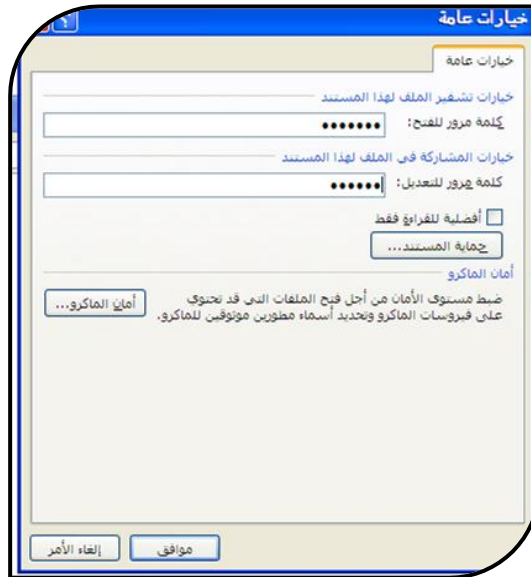 خيارات عامة
خيارات عامة
خيارات تشفير الملف لهذا المستند
كلمة مرور للفتح: •••••••
خيارات المشاركة في الملف لهذا المستند
كلمة مرور للتعديل: ••••••
أفضلية للقراءة فقط
حماية المستند...
أمان الماكرو
ضبط مستوى الأمان من أجل فتح الملفات التي قد تحتوي
على فيروسات الماكرو وتحديد أسماء مطورين موثوقين للماكرو.
أمان الماكرو...
موافق
إلغاء الأمر